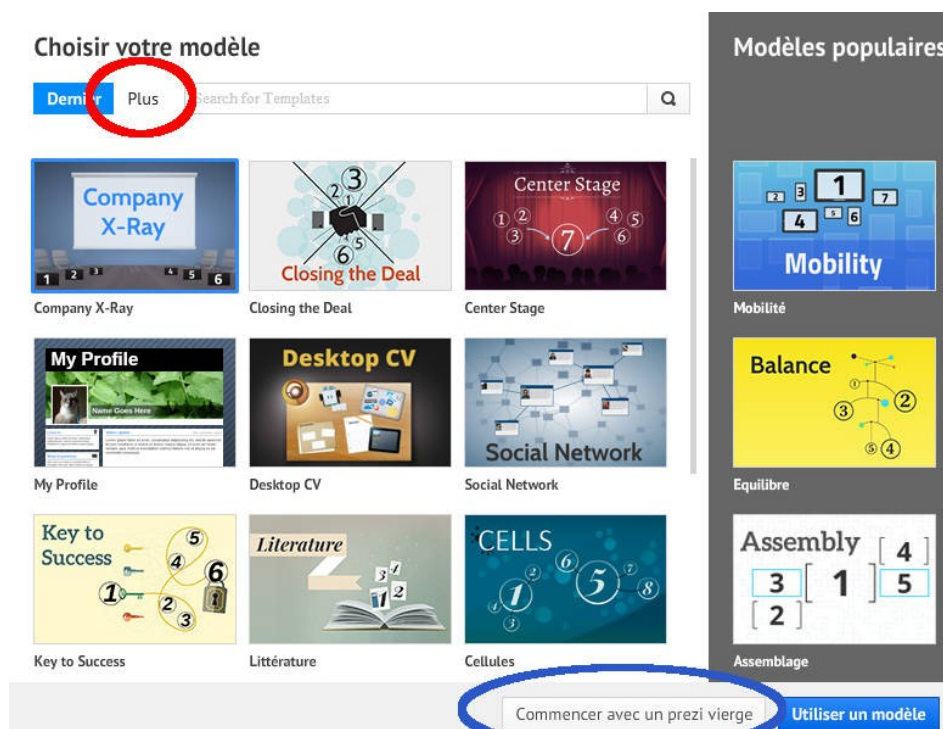 Choisir votre modèle
Modèles populaires
Dernier Plus Search for Templates
Company
X-Ray
1 2 3 4 5 6
Company X-Ray
2 3 1
6 5
Closing the Deal
Closing the Deal
Center Stage
1 2 3 7 4 5 6
Center Stage
1 2 3 4 5 6 7
Mobility
Mobilité
My Profile
Name Goes Here
My Profile
Desktop CV
Desktop CV
Social Network
Social Network
Balance
1
3 2
5 4
Equilibre
Key to
Success
1 2 3 4 5 6
Key to Success
Literature
3 4
1 2
Littérature
CELLS
1 2 3 4 5 6 7 8
Cellules
Assembly [4]
3 [1] 5
[2]
Assemblage
Commencer avec un prezi vierge
Utiliser un modèle